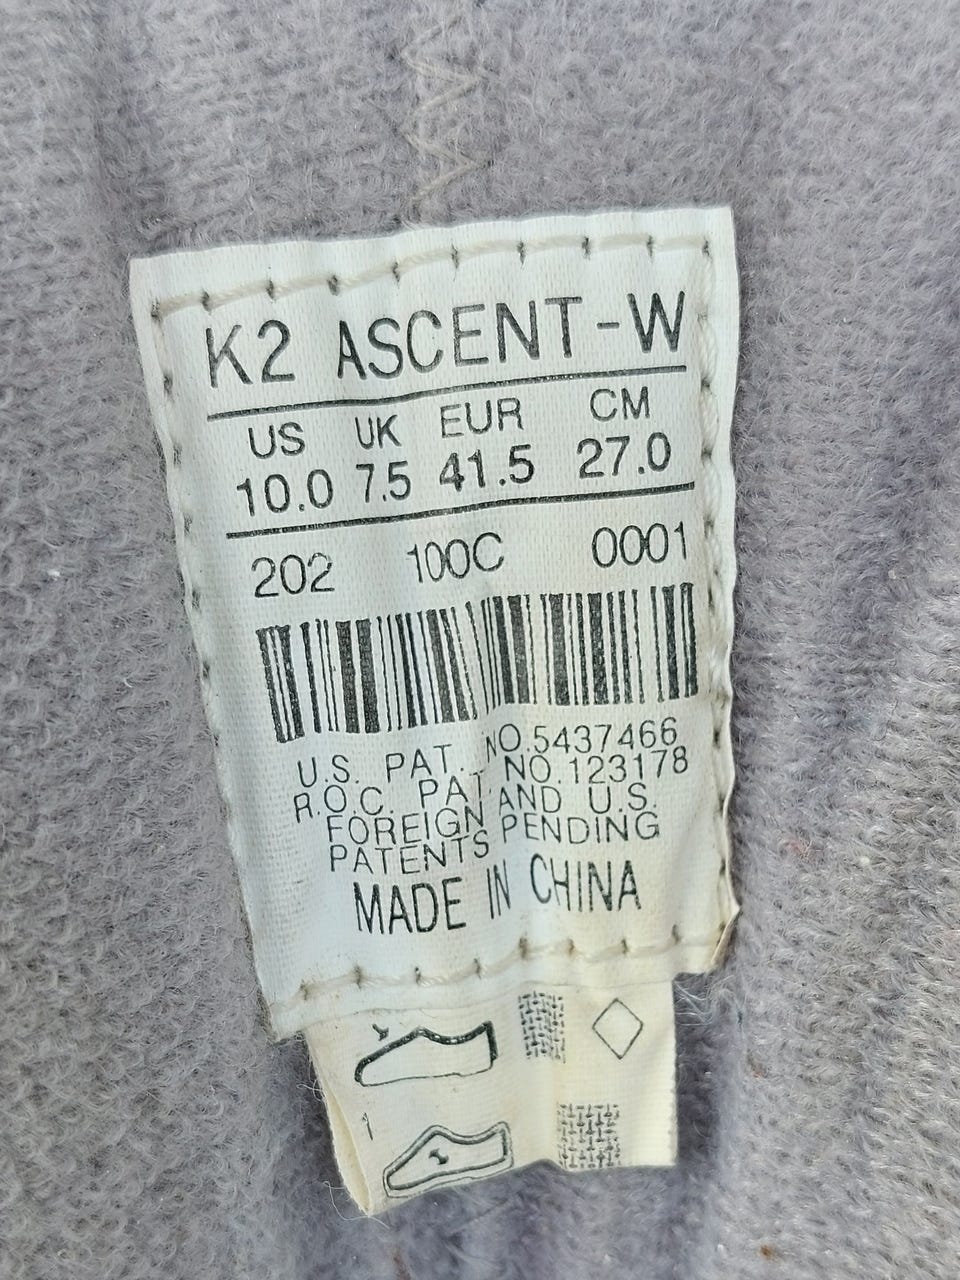 K2 ASCENT-W
US UK EUR CM
10.0 7.5 41.5 27.0
202 100C 0001
U.S. PAT. NO.5437466
R.O.C. PAT. NO.123178
FOREIGN AND U.S.
PATENTS PENDING
MADE IN CHINA